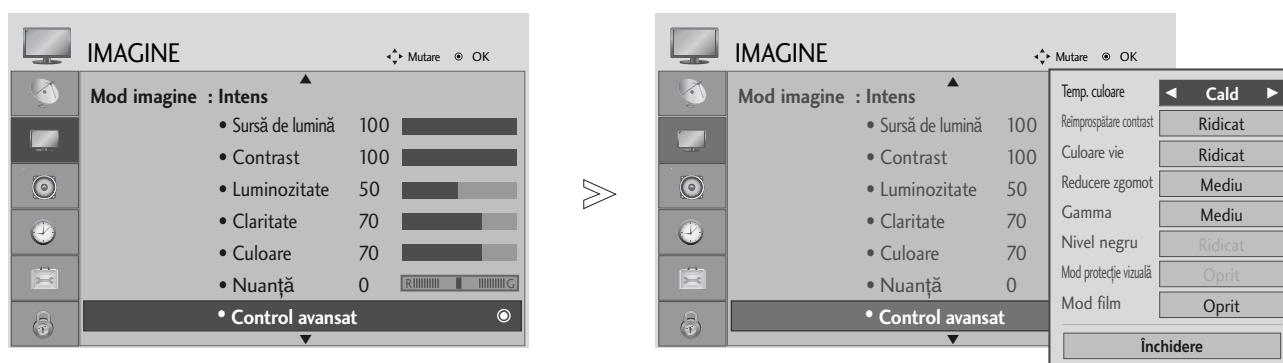 IMAGINE Mutare OK
Mod imagine : Intens
• Sursă de lumină 100
• Contrast 100
• Luminozitate 50
• Claritate 70
• Culoare 70
• Nuanță 0 R G
• Control avansat
IMAGINE Mutare OK
Mod imagine : Intens
• Sursă de lumină 100
• Contrast 100
• Luminozitate 50
• Claritate 70
• Culoare 70
• Nuanță 0
• Control avansat
Temp. culoare Cald
Reîmprospătare contrast Ridicat
Culoare vie Ridicat
Reducere zgomot Mediu
Gamma Mediu
Nivel negru Ridicat
Mod protecție vizuală Oprit
Mod film Oprit
Închidere